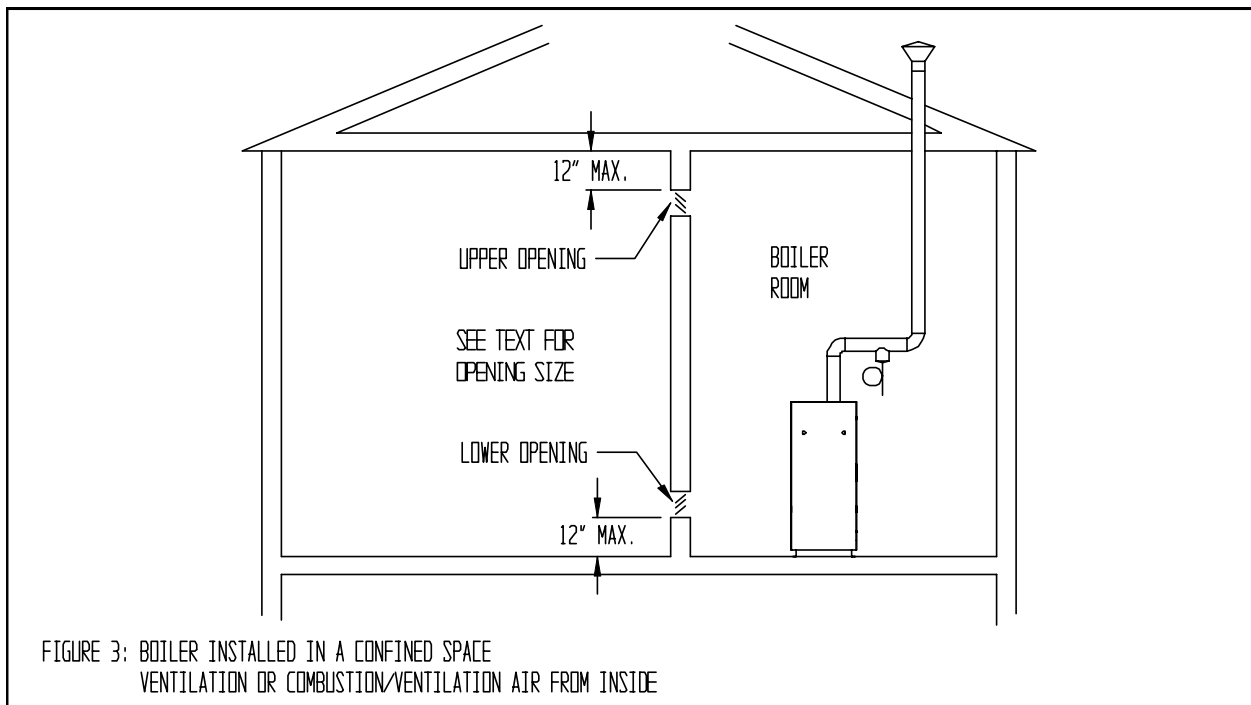 12" MAX.
UPPER OPENING
BOILER
ROOM
SEE TEXT FOR
OPENING SIZE
LOWER OPENING
12" MAX.
FIGURE 3: BOILER INSTALLED IN A CONFINED SPACE
VENTILATION OR COMBUSTION/VENTILATION AIR FROM INSIDE